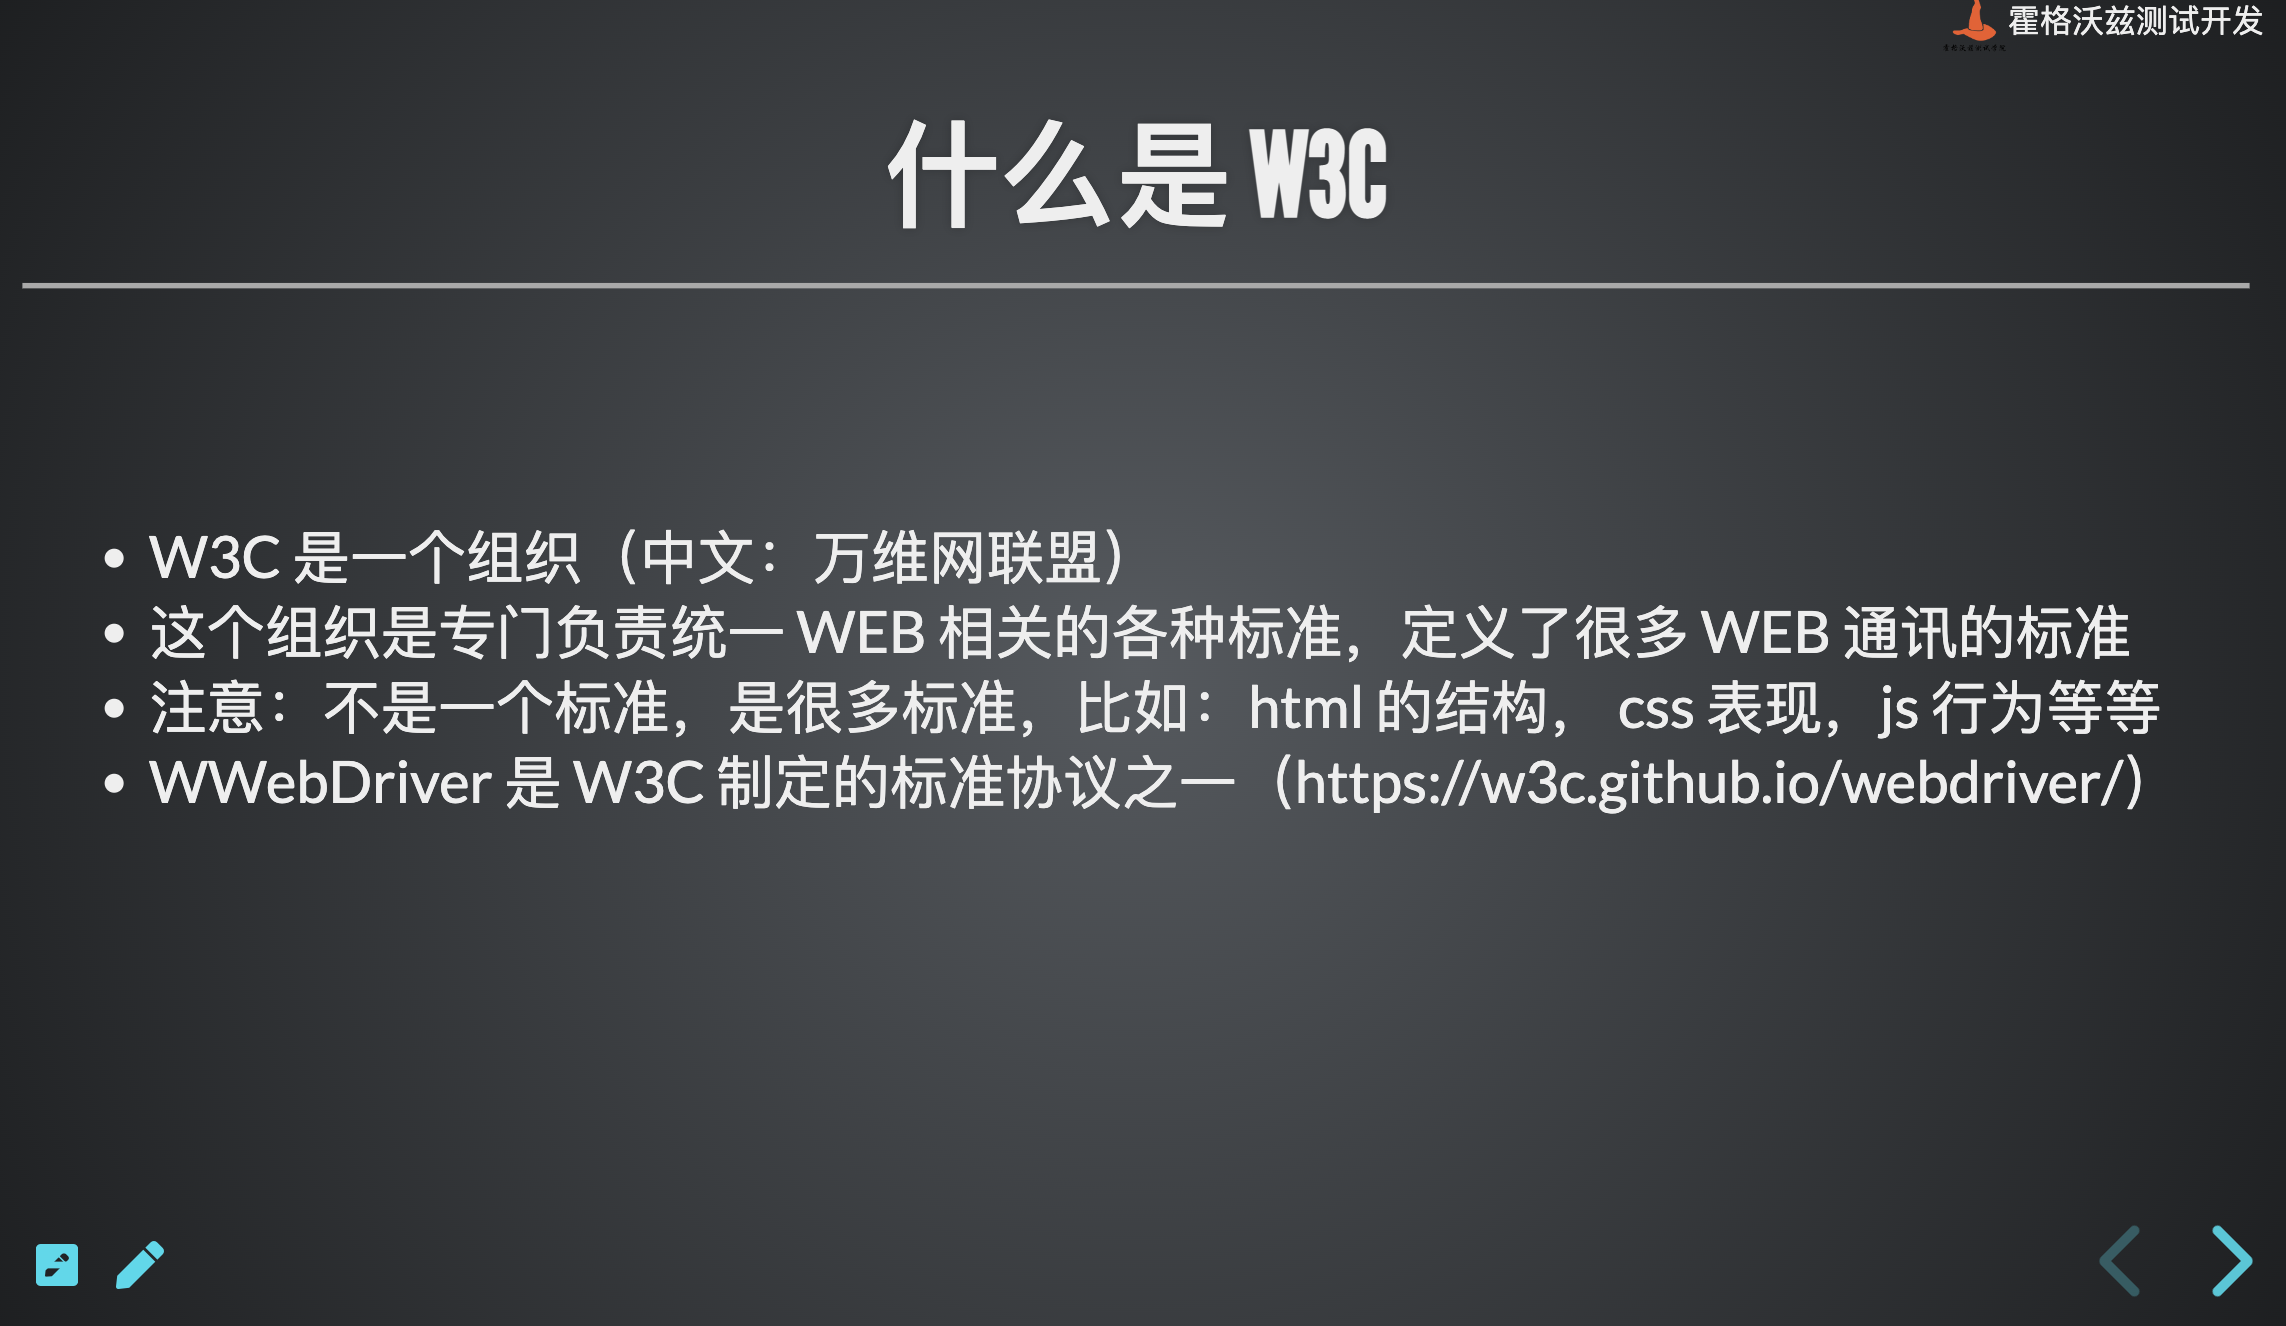 霍格沃兹测试开发
什么是 W3C
W3C 是一个组织（中文：万维网联盟）
这个组织是专门负责统一 WEB 相关的各种标准，定义了很多 WEB 通讯的标准
注意：不是一个标准，是很多标准，比如：html 的结构， css 表现，js 行为等等
WWebDriver 是 W3C 制定的标准协议之一（https://w3c.github.io/webdriver/）